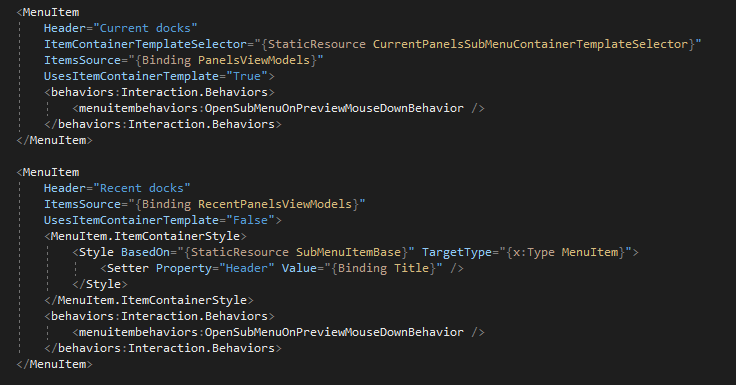 <MenuItem
Header="Current docks"
ItemContainerTemplateSelector="{StaticResource CurrentPanelsSubMenuContainerTemplateSelector}"
ItemsSource="{Binding PanelsViewModels}"
UsesItemContainerTemplate="True">
<behaviors:Interaction.Behaviors>
<menuitembehaviors:OpenSubMenuOnPreviewMouseDownBehavior />
</behaviors:Interaction.Behaviors>
</MenuItem>
<MenuItem
Header="Recent docks"
ItemsSource="{Binding RecentPanelsViewModels}"
UsesItemContainerTemplate="False">
<MenuItem.ItemContainerStyle>
<Style BasedOn="{StaticResource SubMenuItemBase}" TargetType="{x:Type MenuItem}">
<Setter Property="Header" Value="{Binding Title}" />
</Style>
</MenuItem.ItemContainerStyle>
<behaviors:Interaction.Behaviors>
<menuitembehaviors:OpenSubMenuOnPreviewMouseDownBehavior />
</behaviors:Interaction.Behaviors>
</MenuItem>